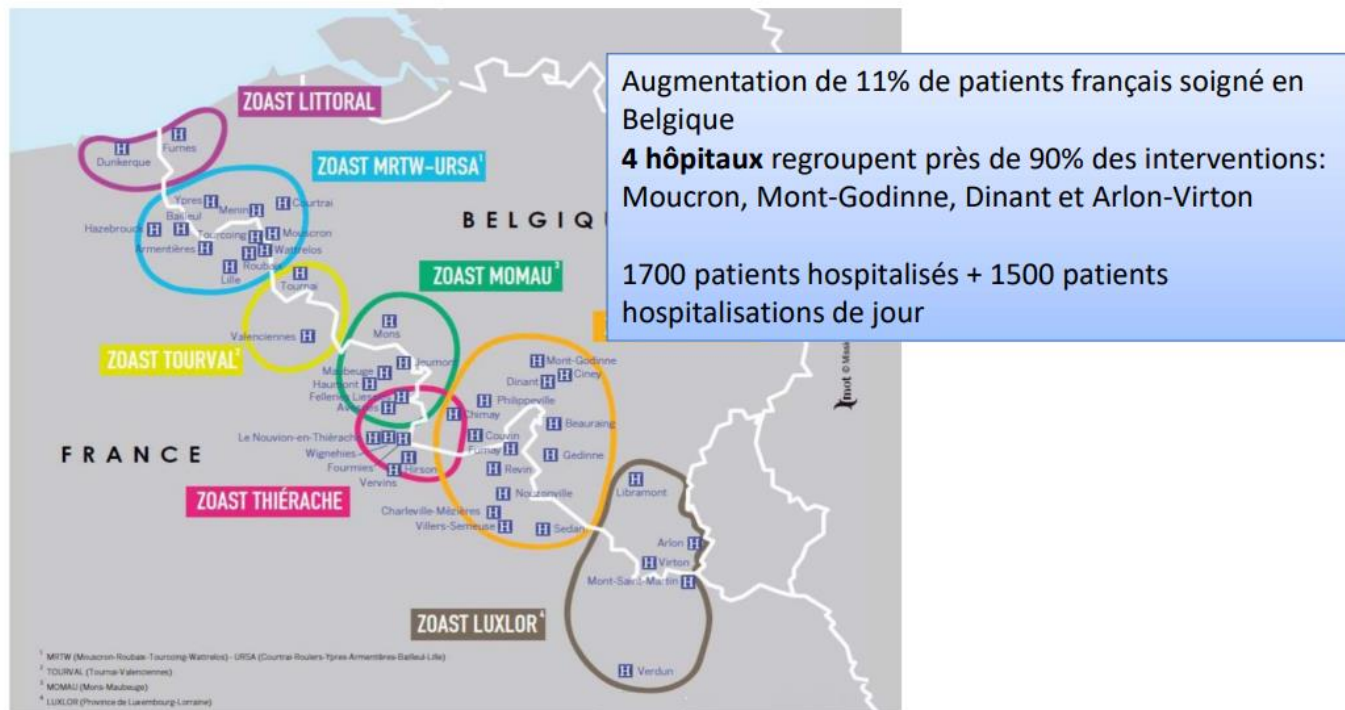 Augmentation de 11% de patients français soigné en
Belgique
4 hôpitaux regroupent près de 90% des interventions:
Moucron, Mont-Godinne, Dinant et Arlon-Virton
1700 patients hospitalisés + 1500 patients
hospitalisations de jour
ZOAST LITTORAL
H
Furnes
H
Dunkerque
ZOAST MRTW-URSA¹
Ypres H
Menin H
H Courtrai
Bailleul
H
Hazebrouck H
Tourcoing H
H Mouscron
Armentières H
H Wattrelos
H
Roubaix
H
Lille
BELGIQ
H
Tournai
ZOAST MOMAU³
Valenciennes H
H
Mons
ZOAST TOURVAL²
H Jeumont
Maubeuge H
Haumont H
H Mont-Godinne
H Ciney
Dinant H
H Philippeville
H
Avesnes H
H Chimay
H Beauraing
FRANCE
Le Nouvion-en-Thiérache H H H
H Couvin
Fumay H
H Gedinne
Wignehies
Fourmies
H
Hirson
H
Vervins
H Revin
ZOAST THIÉRACHE
H Nouzonville
Charleville-Mézières H
Villers-Semeuse H
H Sedan
H
Libramont
Arlon H
H Virton
Mont-Saint-Martin H
ZOAST LUXLOR⁴
H Verdun
¹ MRTW (Mouscron-Roubaix-Tourcoing-Wattrelos) - URSA (Courtrai-Roulers-Ypres-Armentières-Bailleul-Lille)
² TOURVAL (Tournai-Valenciennes)
³ MOMAU (Mons-Maubeuge)
⁴ LUXLOR (Province de Luxembourg-Lorraine)